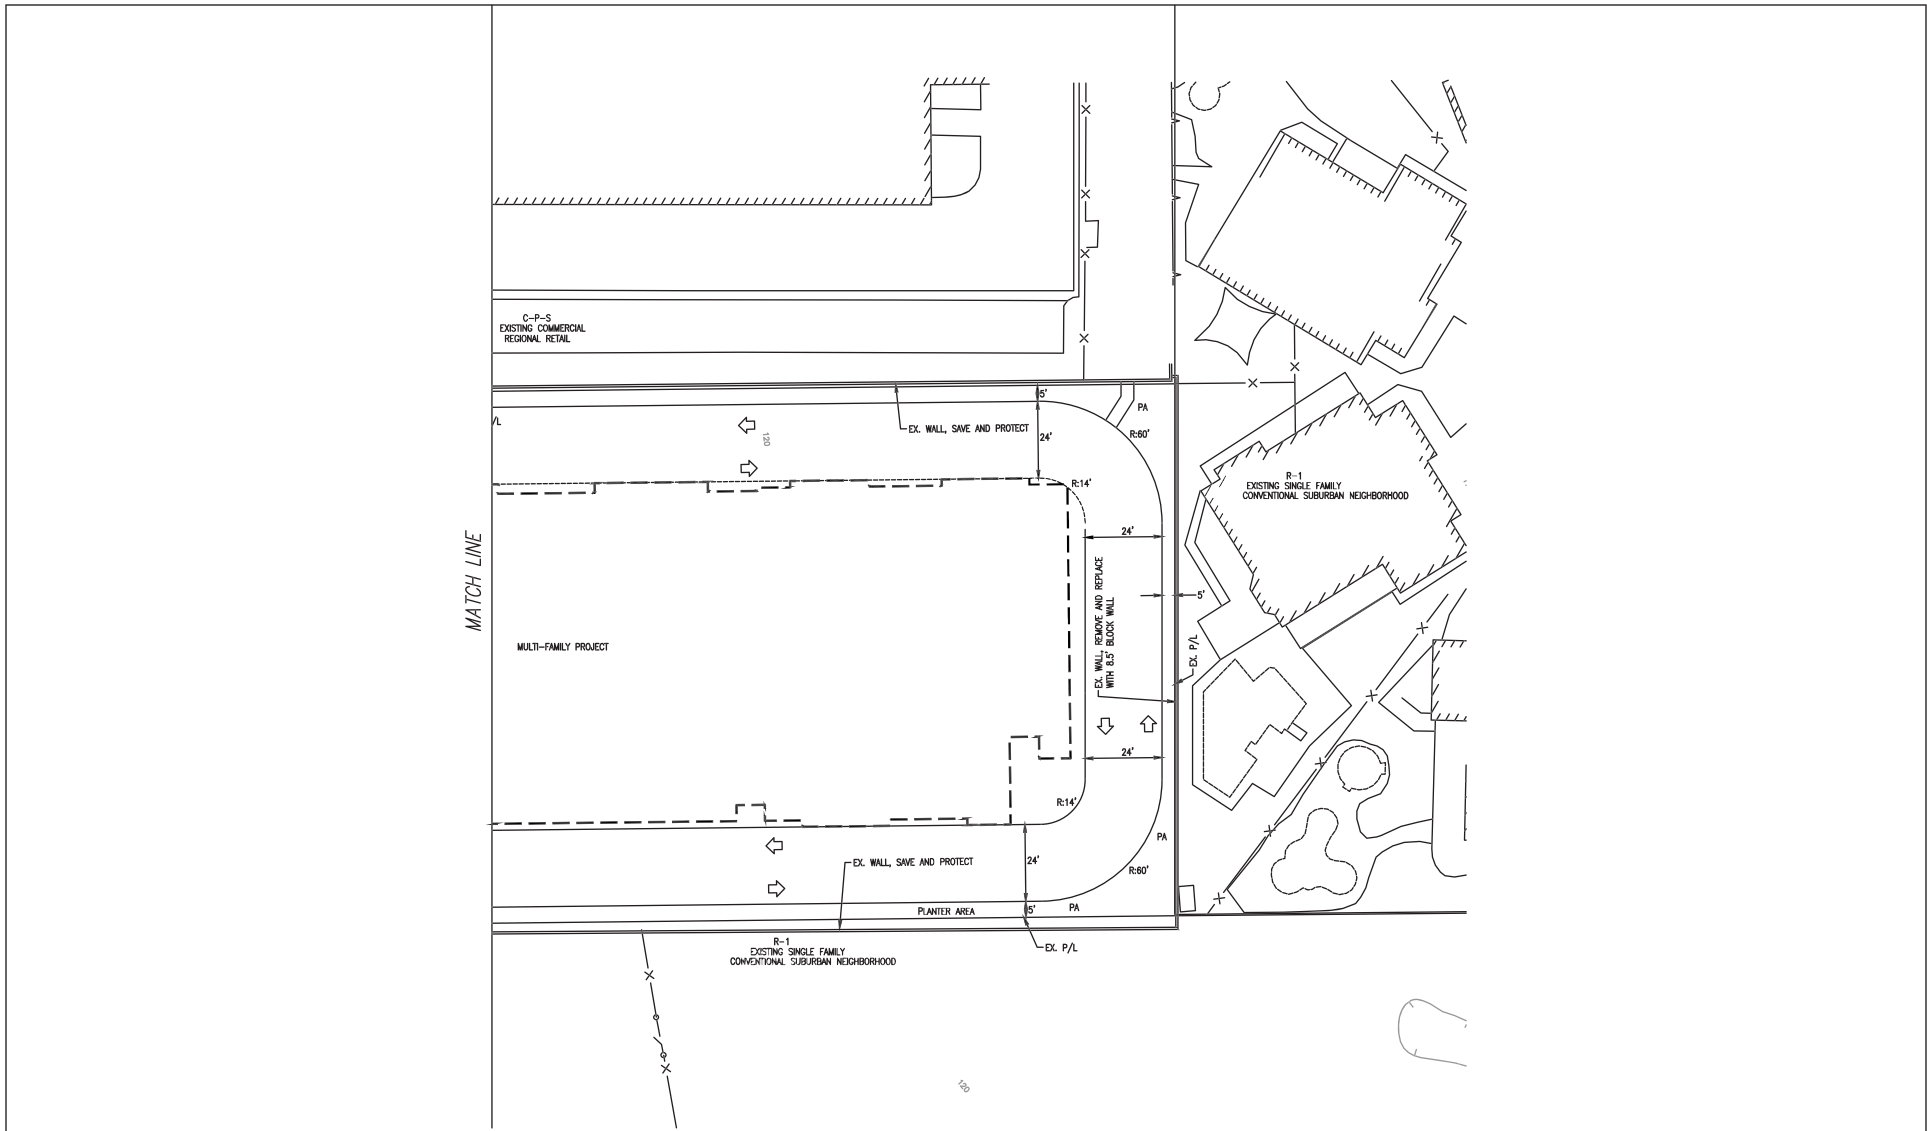 C-P-S
EXISTING COMMERCIAL
REGIONAL RETAIL
5'
PA
/L
EX. WALL, SAVE AND PROTECT
R:60'
24'
120
R:14'
R-1
EXISTING SINGLE FAMILY
CONVENTIONAL SUBURBAN NEIGHBORHOOD
24'
MATCH LINE
EX. WALL, REMOVE AND REPLACE
WITH 8.5' BLOCK WALL
5'
EX. P/L
MULTI-FAMILY PROJECT
24'
R:14'
PA
EX. WALL, SAVE AND PROTECT
24'
R:60'
PLANTER AREA
5'
PA
R-1
EXISTING SINGLE FAMILY
CONVENTIONAL SUBURBAN NEIGHBORHOOD
EX. P/L
120